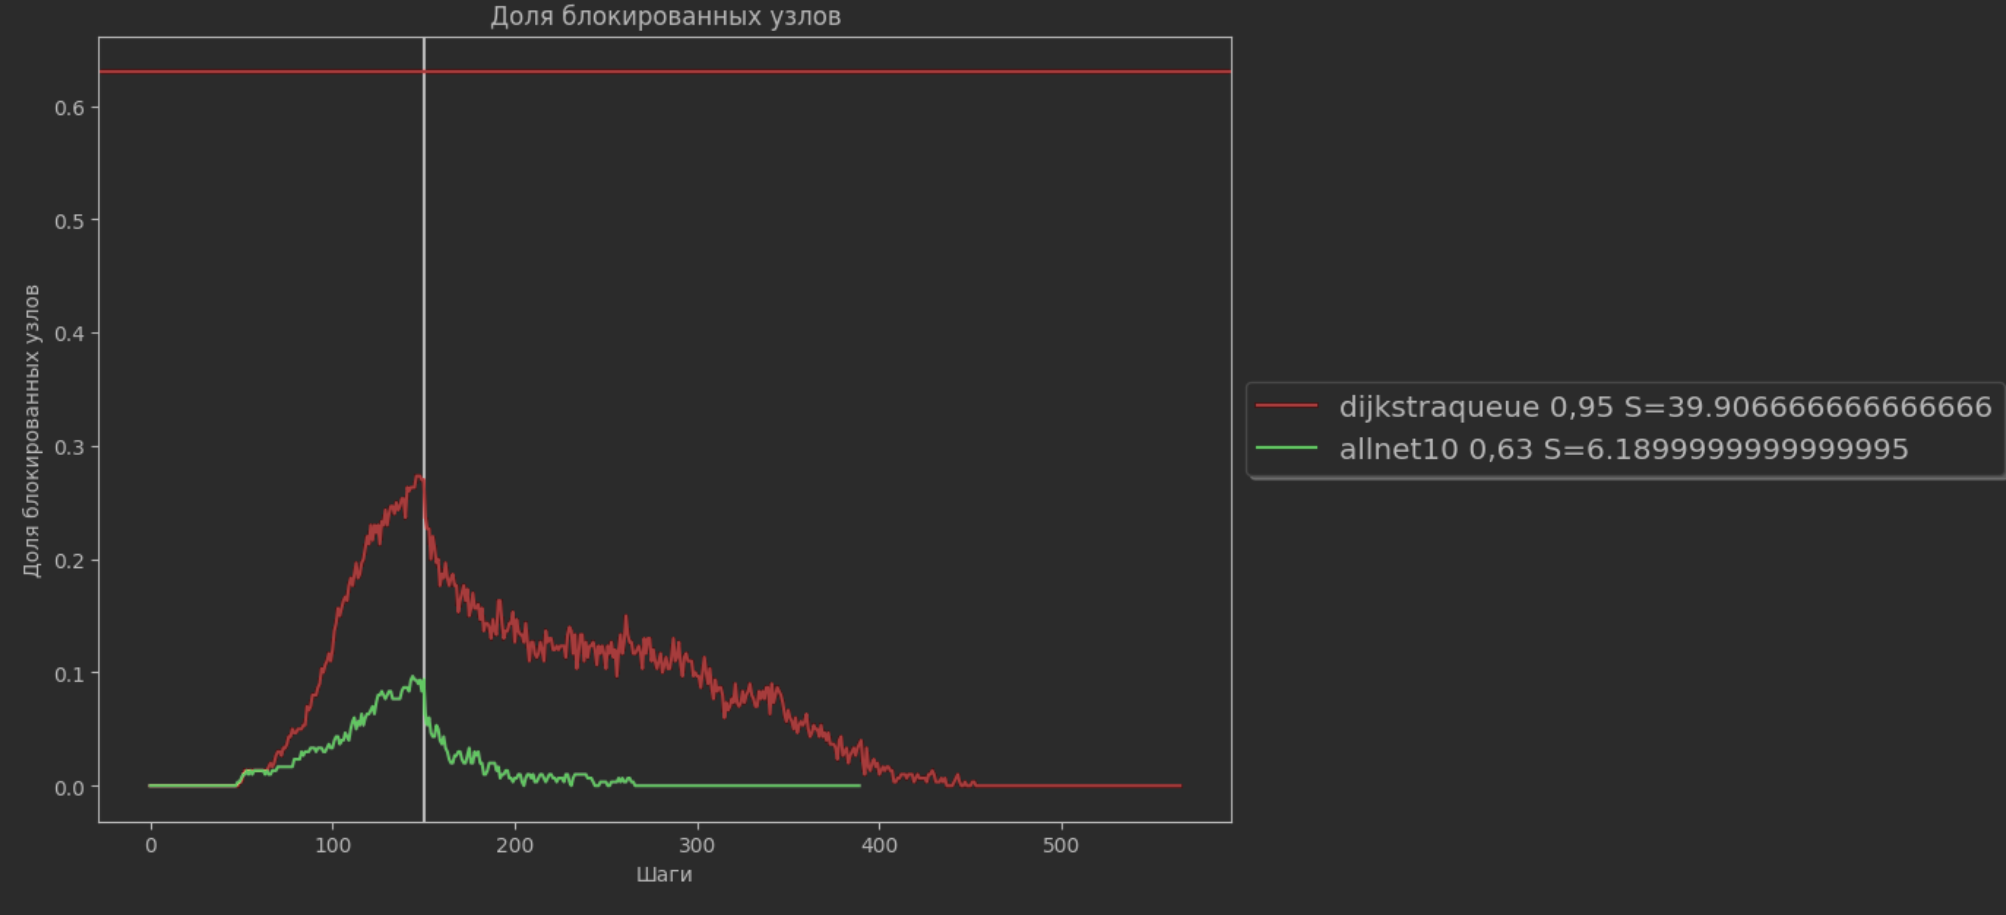 Доля блокированных узлов
Доля блокированных узлов
0.6
0.5
0.4
0.3
0.2
0.1
0.0
0 100 200 300 400 500
Шаги
dijkstraqueue 0,95 S=39.906666666666666
allnet10 0,63 S=6.1899999999999995